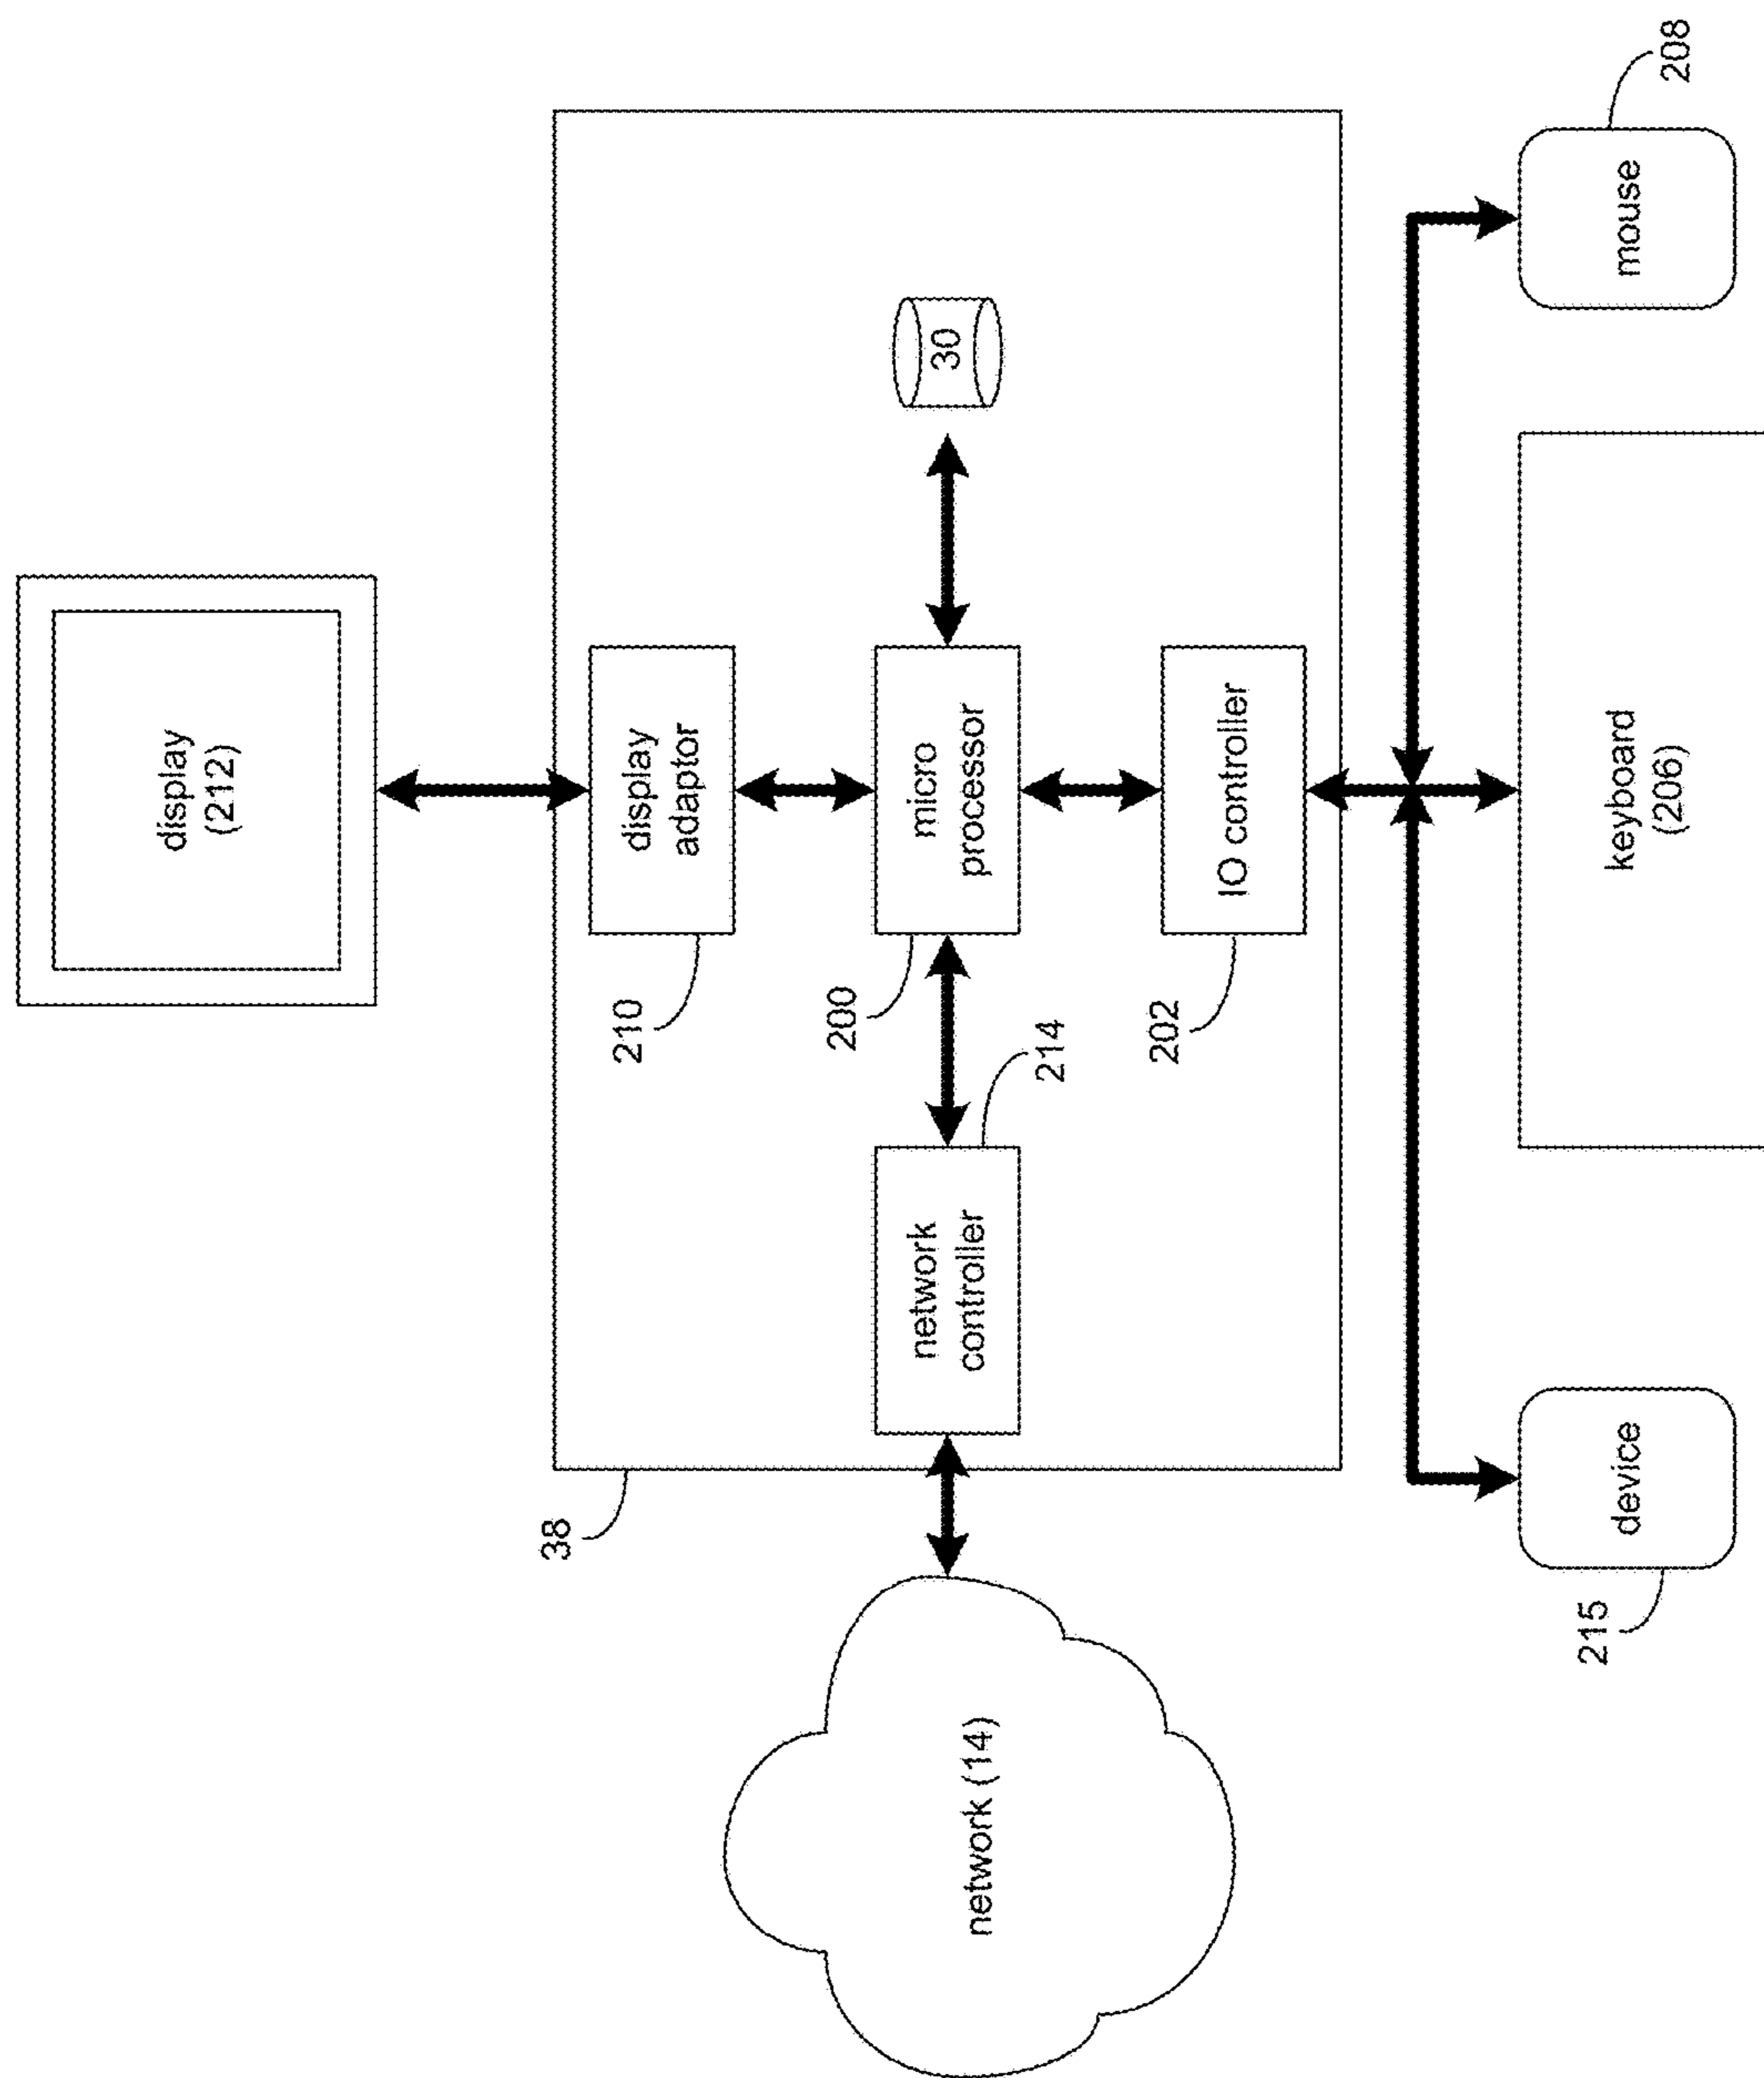 display
(212)
208
mouse
30
display
adaptor
micro
processor
IO controller
keyboard
(206)
210
200
202
214
network
controller
38
device
215
network (14)